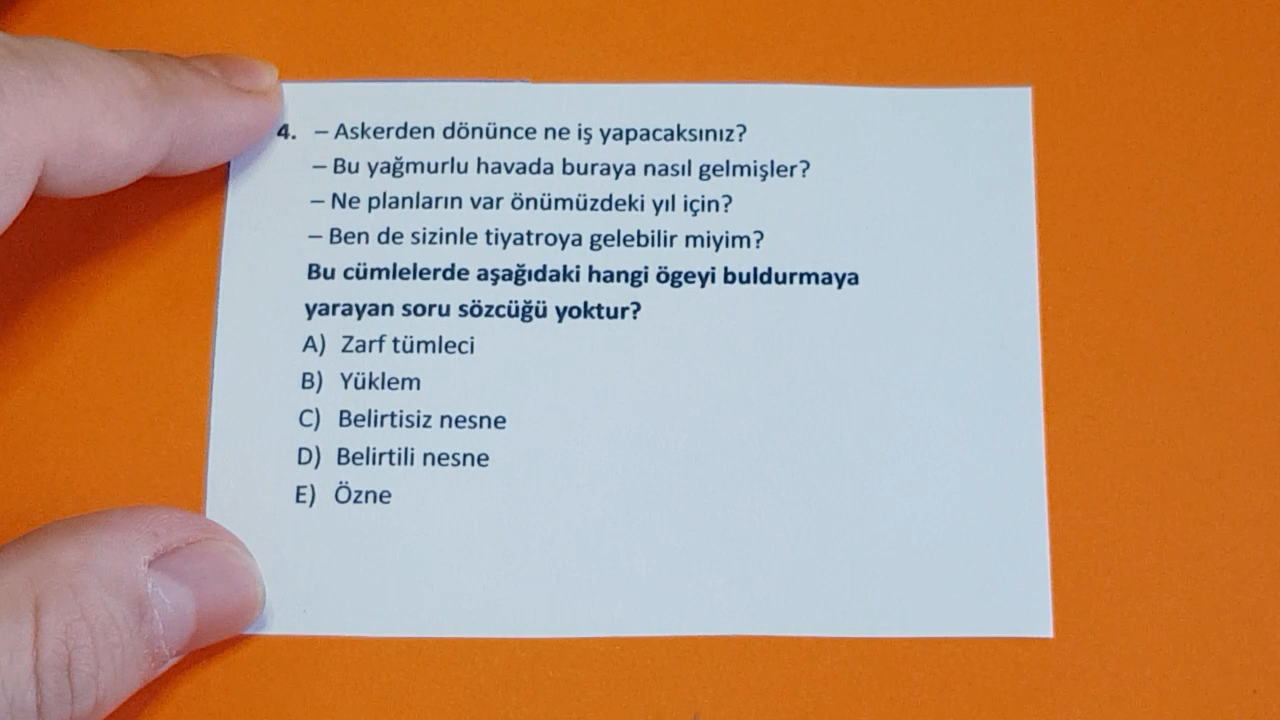 4. – Askerden dönünce ne iş yapacaksınız?
– Bu yağmurlu havada buraya nasıl gelmişler?
– Ne planların var önümüzdeki yıl için?
– Ben de sizinle tiyatroya gelebilir miyim?
Bu cümlelerde aşağıdaki hangi ögeyi buldurmaya
yarayan soru sözcüğü yoktur?
A) Zarf tümleci
B) Yüklem
C) Belirtisiz nesne
D) Belirtili nesne
E) Özne